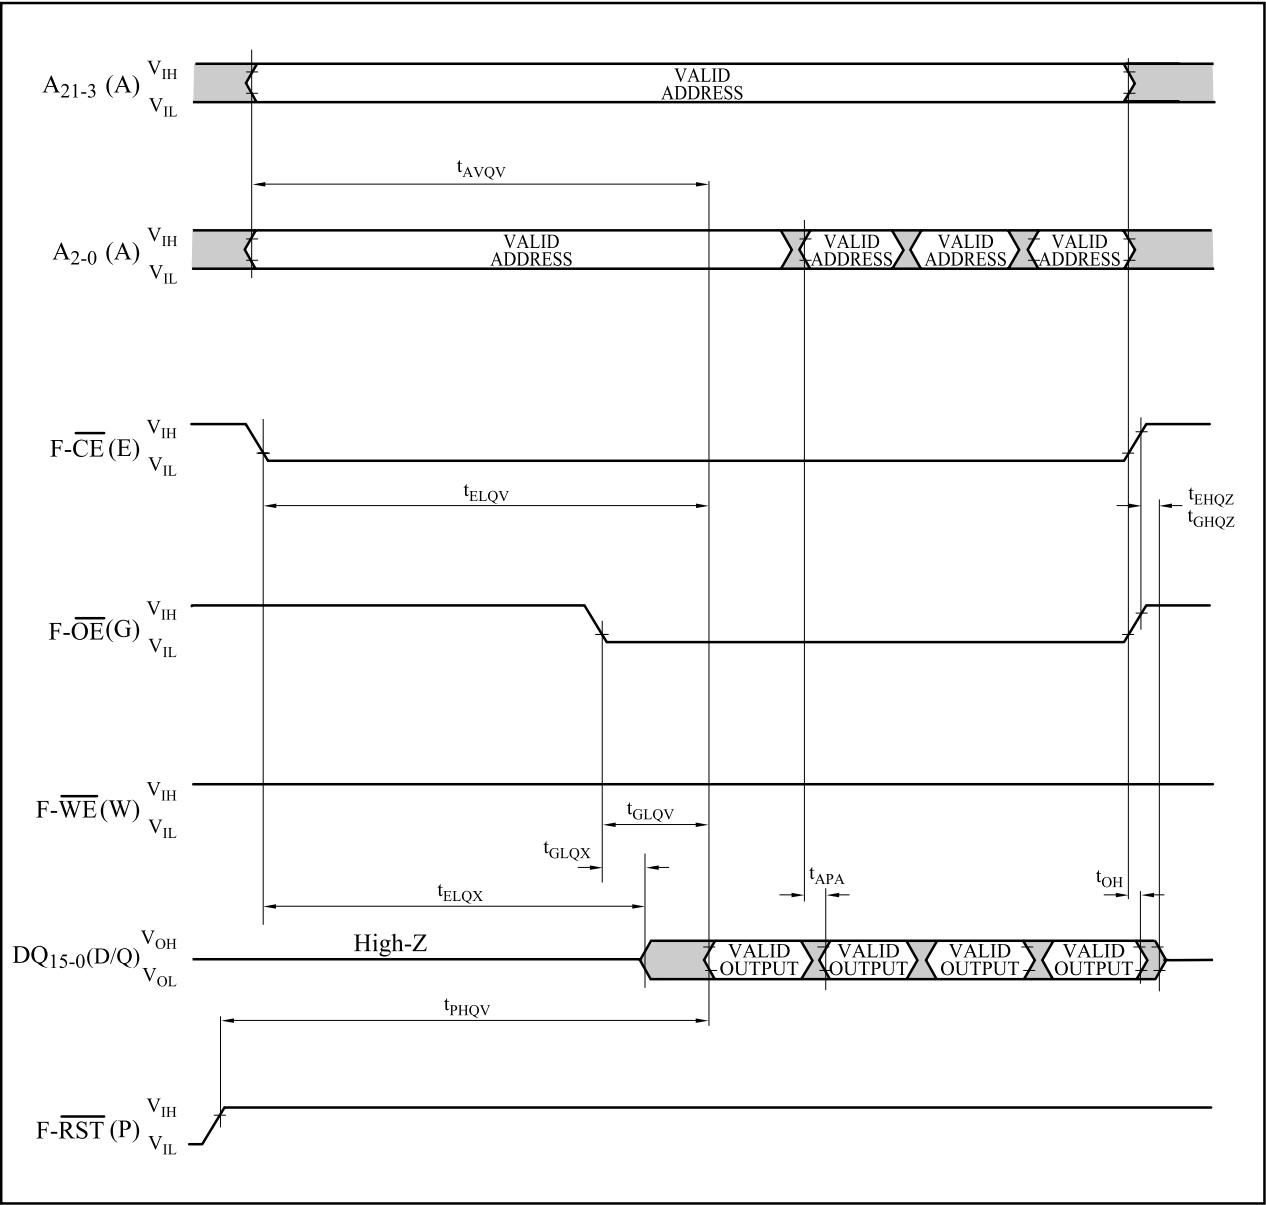 A21-3 (A) VIH VIL VALID ADDRESS
tAVQV
A2-0 (A) VIH VIL VALID ADDRESS VALID ADDRESS VALID ADDRESS VALID ADDRESS
F-CE (E) VIH VIL
tELQV
tEHQZ
tGHQZ
F-OE (G) VIH VIL
F-WE (W) VIH VIL
tGLQV
tGLQX
tELQX
tAPA
tOH
DQ15-0 (D/Q) VOH VOL High-Z VALID OUTPUT VALID OUTPUT VALID OUTPUT VALID OUTPUT
tPHQV
F-RST (P) VIH VIL